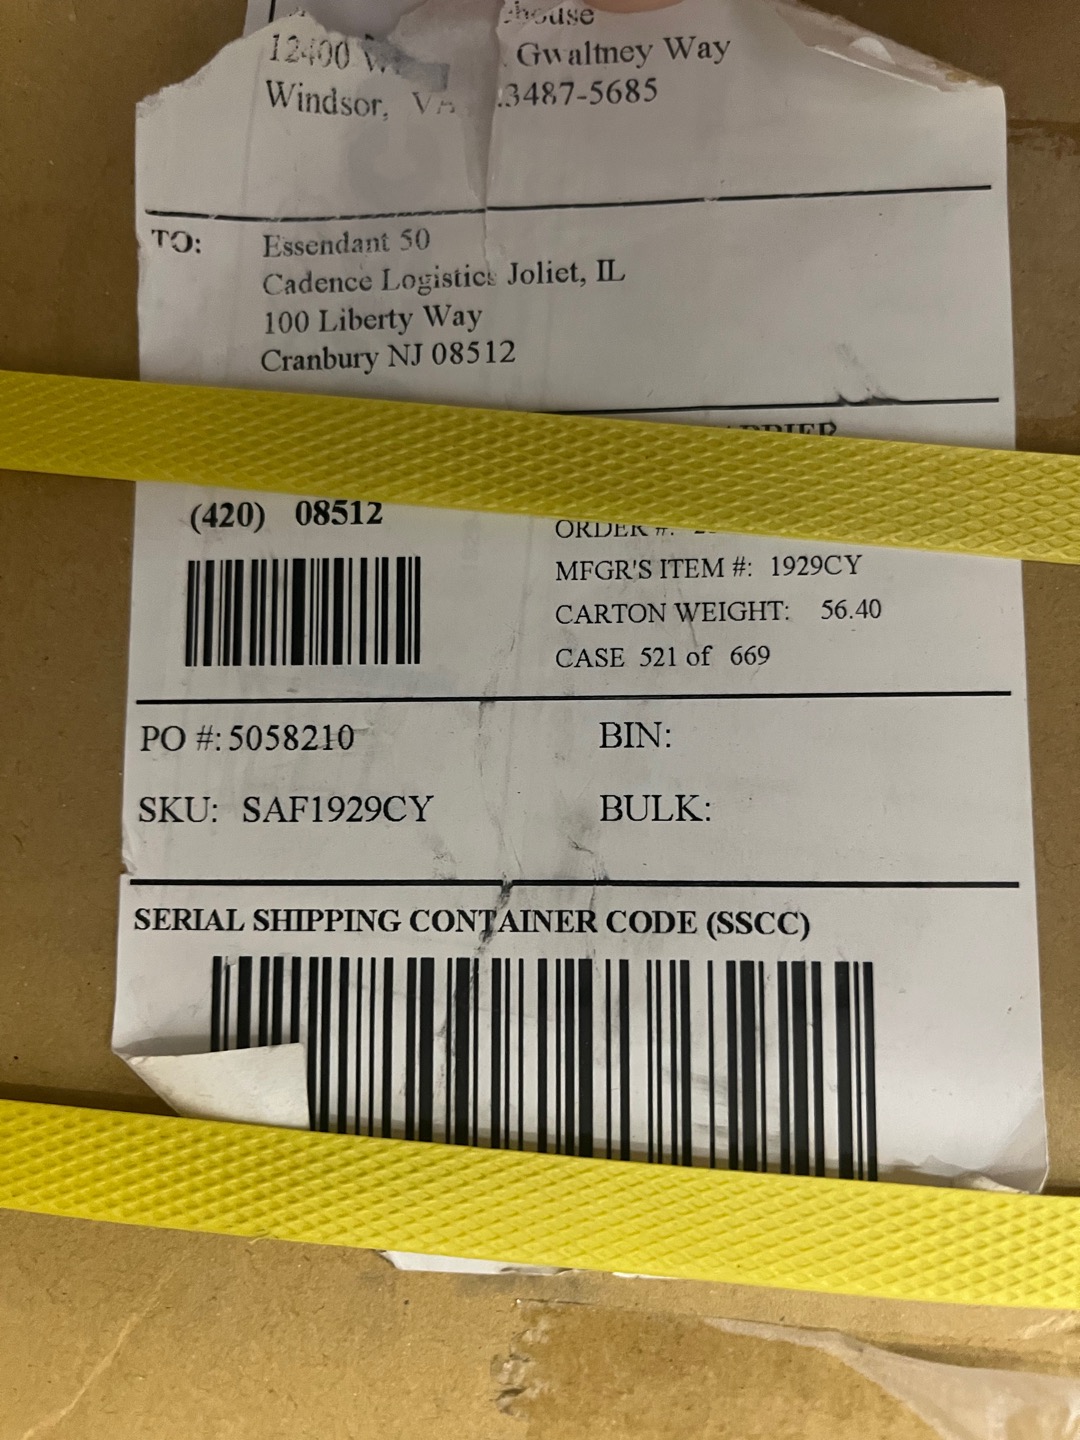 12400
Gwaltney Way
Windsor, VA 3487-5685
TO: Essendant 50
Cadence Logistics Joliet, IL
100 Liberty Way
Cranbury NJ 08512
(420) 08512
ORDER #:
MFGR'S ITEM #: 1929CY
CARTON WEIGHT: 56.40
CASE 521 of 669
PO #: 5058210
BIN:
SKU: SAF1929CY
BULK:
SERIAL SHIPPING CONTAINER CODE (SSCC)